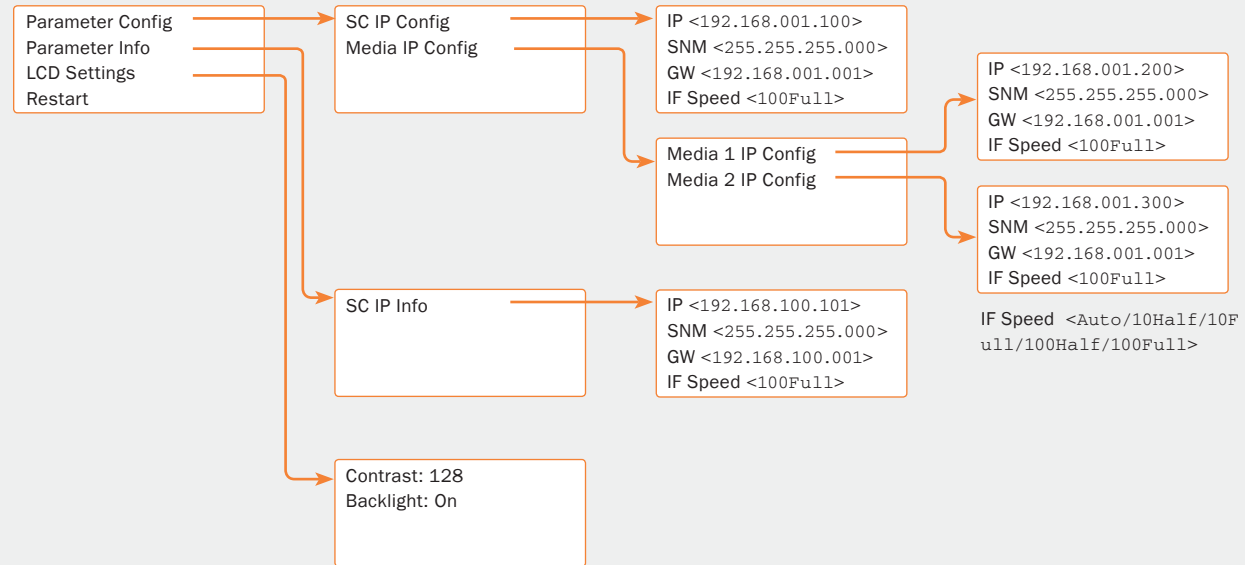 Parameter Config
Parameter Info
LCD Settings
Restart
SC IP Config
Media IP Config
IP <192.168.001.100>
SNM <255.255.255.000>
GW <192.168.001.001>
IF Speed <100Full>
Media 1 IP Config
Media 2 IP Config
IP <192.168.001.200>
SNM <255.255.255.000>
GW <192.168.001.001>
IF Speed <100Full>
IP <192.168.001.300>
SNM <255.255.255.000>
GW <192.168.001.001>
IF Speed <100Full>
IF Speed <Auto/10Half/10F
ull/100Half/100Full>
SC IP Info
IP <192.168.100.101>
SNM <255.255.255.000>
GW <192.168.100.001>
IF Speed <100Full>
Contrast: 128
Backlight: On